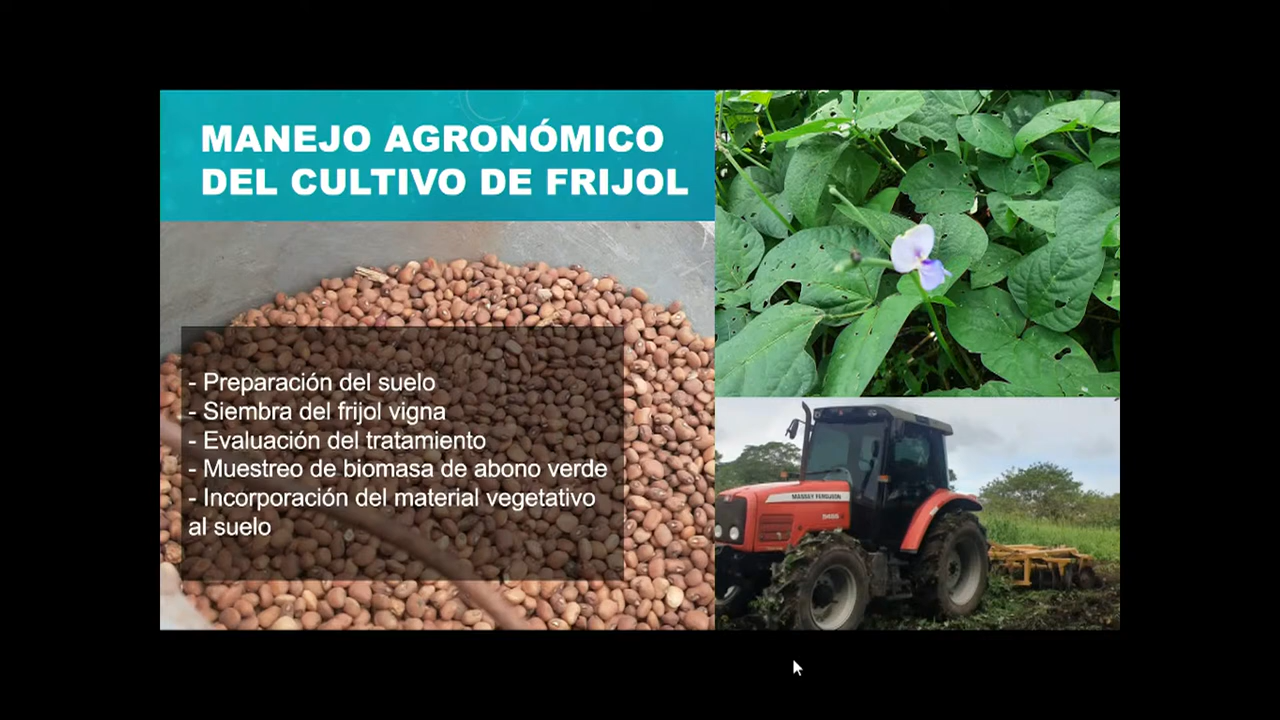 MANEJO AGRONÓMICO
DEL CULTIVO DE FRIJOL
- Preparación del suelo
- Siembra del frijol vigna
- Evaluación del tratamiento
- Muestreo de biomasa de abono verde
- Incorporación del material vegetativo
al suelo
MASSEY FERGUSON